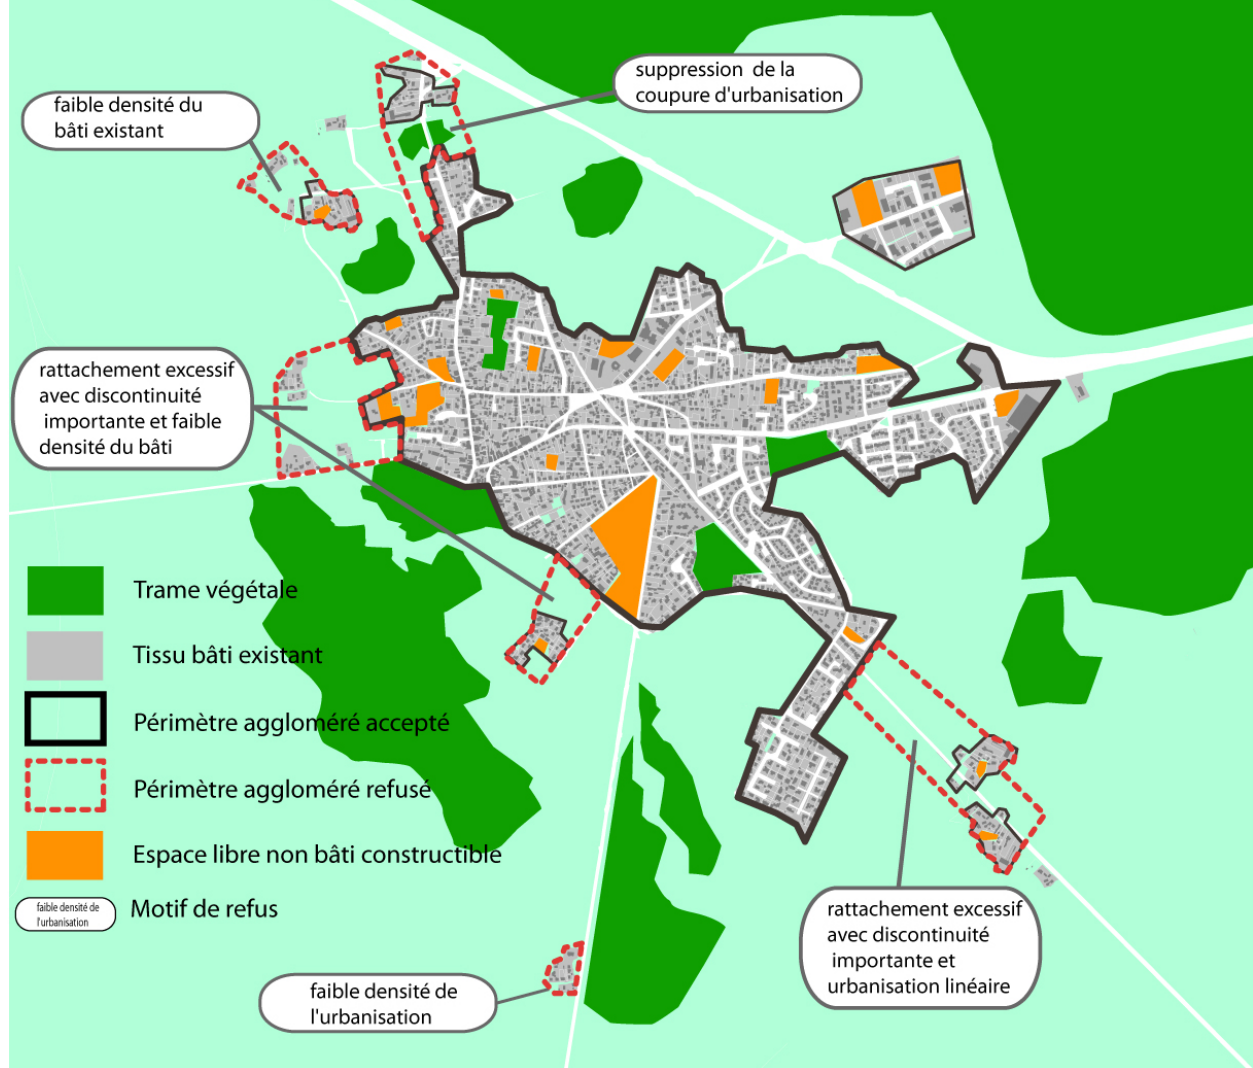 suppression de la
coupure d'urbanisation
faible densité du
bâti existant
rattachement excessif
avec discontinuité
importante et faible
densité du bâti
Trame végétale
Tissu bâti existant
Périmètre aggloméré accepté
Périmètre aggloméré refusé
Espace libre non bâti constructible
faible densité de
l'urbanisation
Motif de refus
rattachement excessif
avec discontinuité
importante et
urbanisation linéaire
faible densité de
l'urbanisation